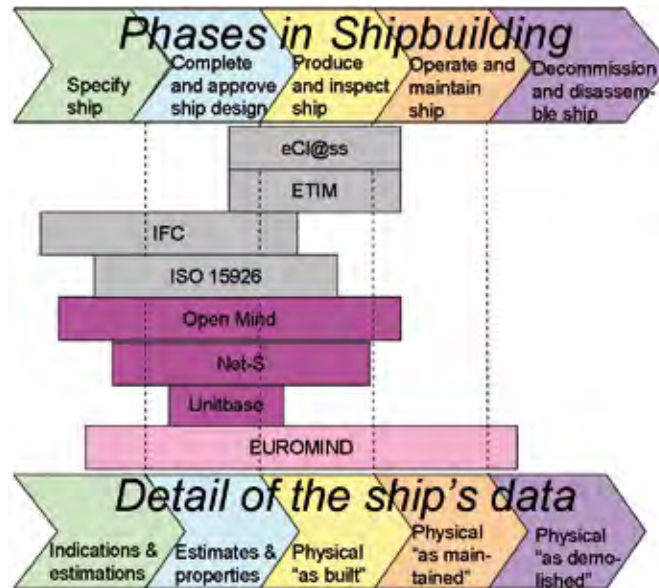 Phases in Shipbuilding
Specify
ship
Complete
and approve
ship design
Produce
and inspect
ship
Operate and
maintain
ship
Decommission
and disassem-
ble ship
eCl@ss
ETIM
IFC
ISO 15926
Open Mind
Net-S
Unitbase
EUROMIND
Detail of the ship's data
Indications &
estimations
Estimates &
properties
Physical
"as built"
Physical
"as main-
tained"
Physical
"as demo-
lished"